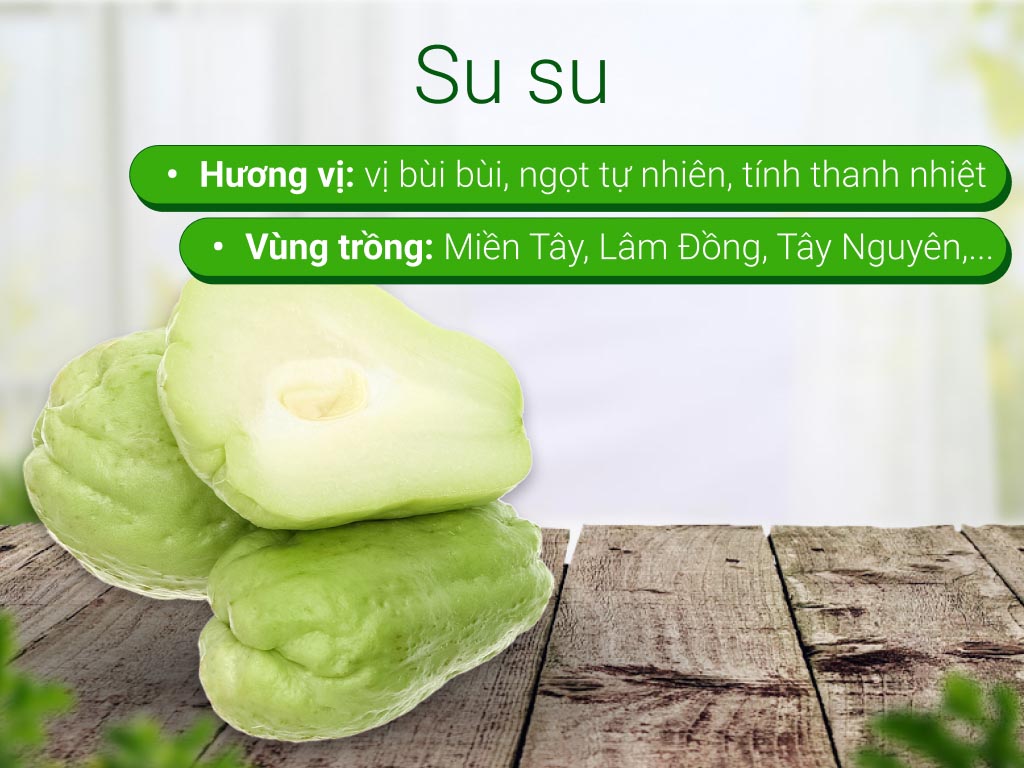 Su su
• Hương vị: vị bùi bùi, ngọt tự nhiên, tính thanh nhiệt
• Vùng trồng: Miền Tây, Lâm Đồng, Tây Nguyên,...